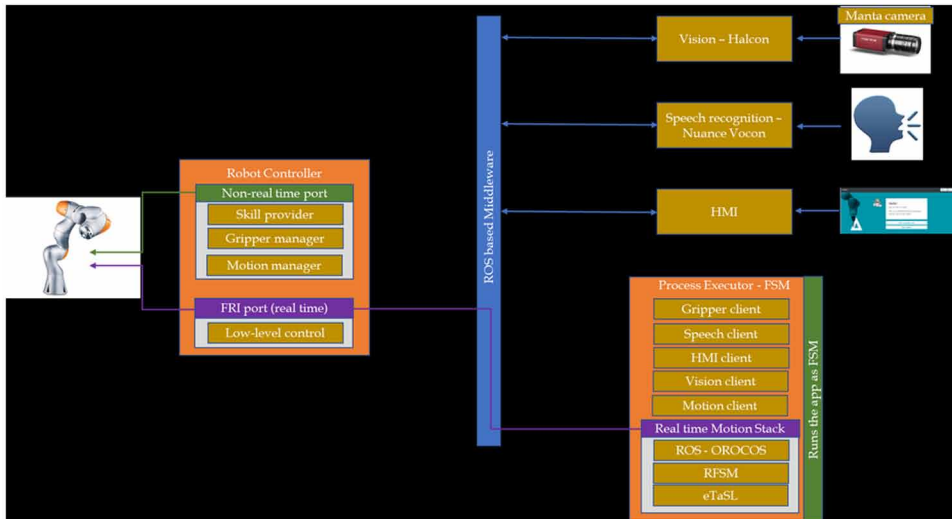 Manta camera
Vision – Halcon
Speech recognition –
Nuance Vocon
HMI
ROS based Middleware
Robot Controller
Non-real time port
Skill provider
Gripper manager
Motion manager
FRI port (real time)
Low-level control
Process Executor - FSM
Gripper client
Speech client
HMI client
Vision client
Motion client
Real time Motion Stack
ROS - OROCOS
RFSM
eTaSL
Runs the app as FSM